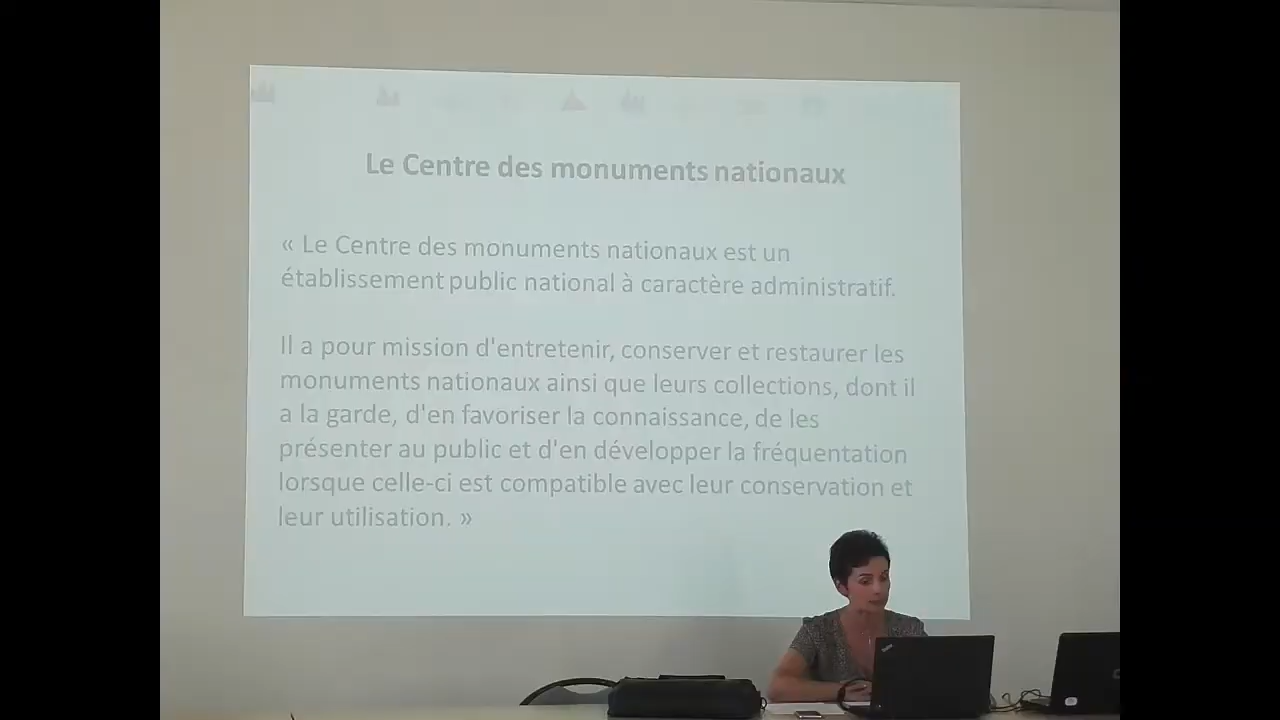 Le Centre des monuments nationaux
« Le Centre des monuments nationaux est un
établissement public national à caractère administratif.
Il a pour mission d'entretenir, conserver et restaurer les
monuments nationaux ainsi que leurs collections, dont il
a la garde, d'en favoriser la connaissance, de les
présenter au public et d'en développer la fréquentation
lorsque celle-ci est compatible avec leur conservation et
leur utilisation. »